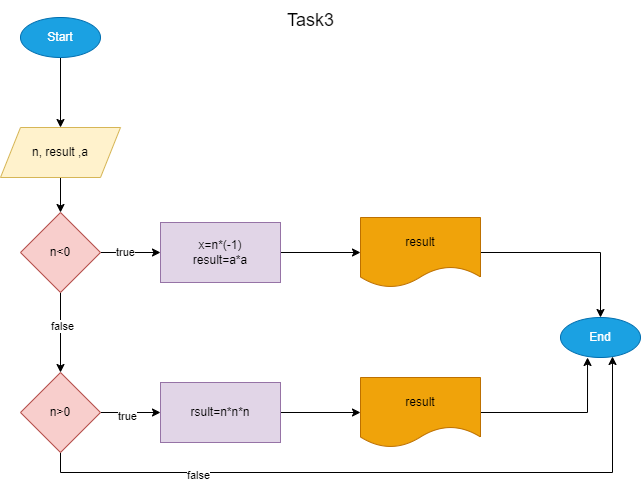 Task3
Start
n, result ,a
n<0
true
x=n*(-1)
result=a*a
result
false
End
n>0
true
rsult=n*n*n
result
false